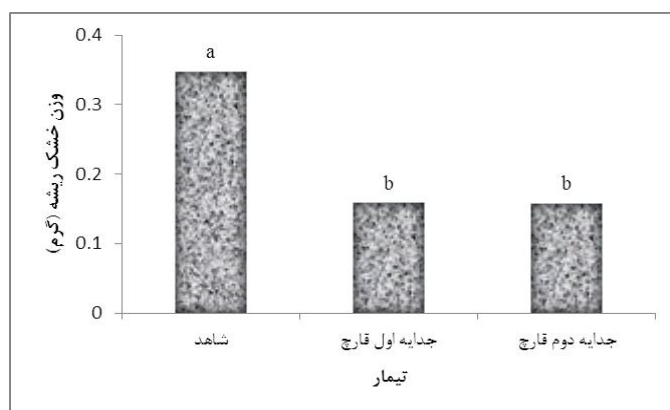 0.4
0.3
0.2
0.1
0
وزن خشک ریشه (گرم)
a
b
b
شاهد
جدایه اول قارچ
جدایه دوم قارچ
تیمار